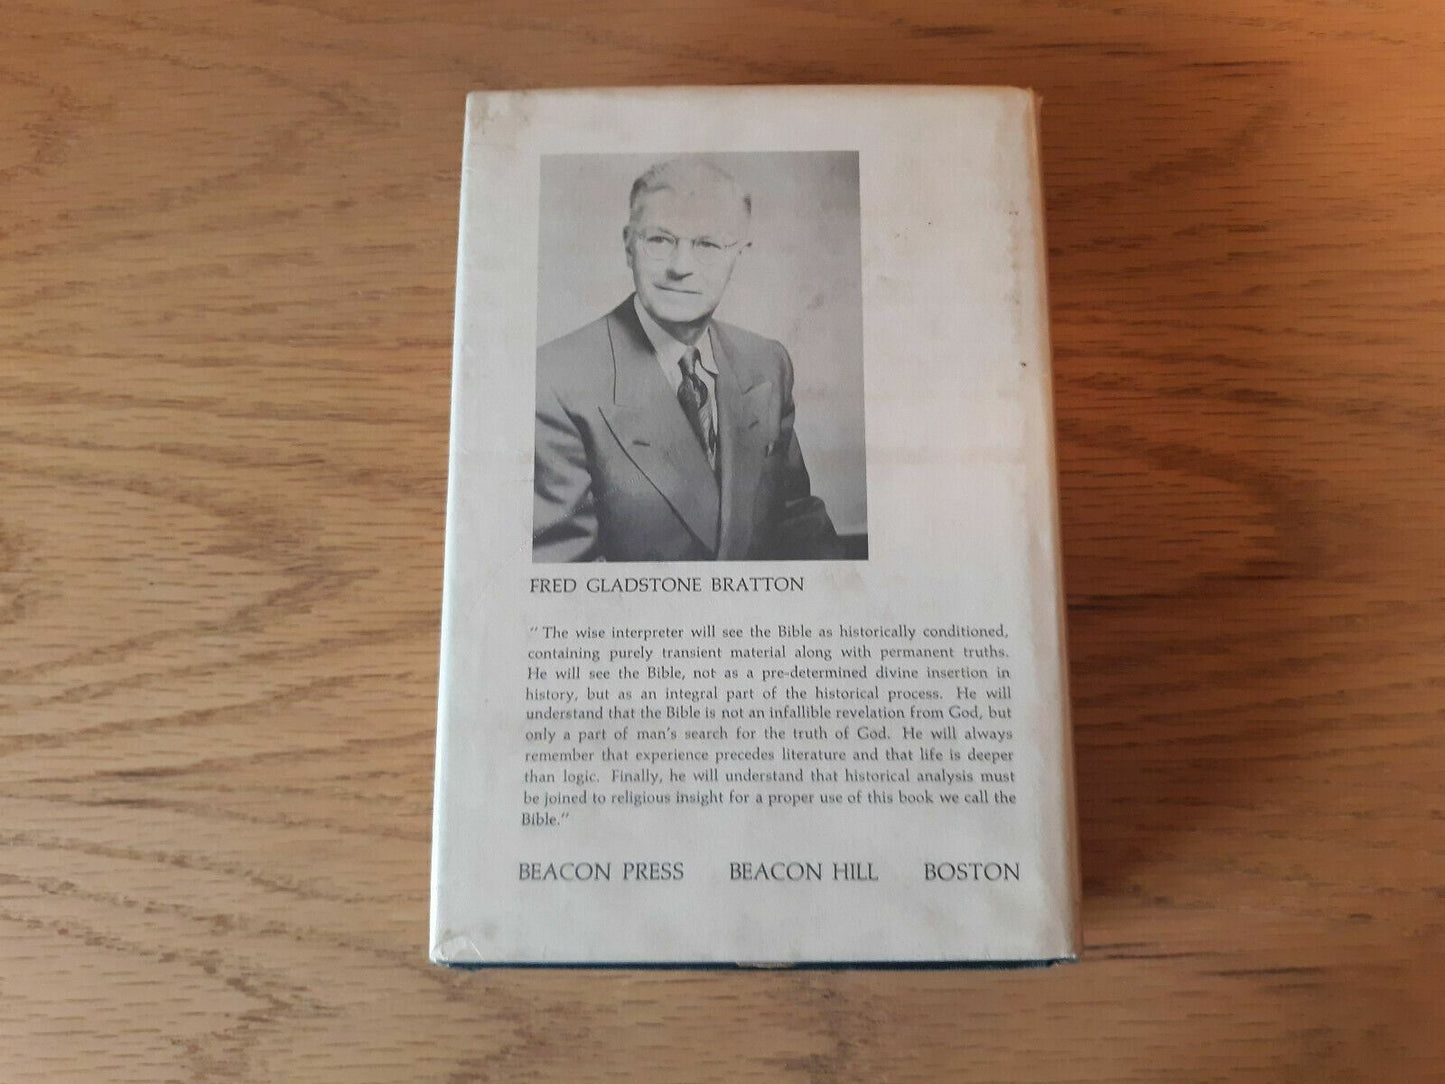 FRED GLADSTONE BRATTON
“The wise interpreter will see the Bible as historically conditioned,
containing purely transient material along with permanent truths.
He will see the Bible, not as a pre-determined divine insertion in
history, but as an integral part of the historical process. He will
understand that the Bible is not an infallible revelation from God, but
only a part of man's search for the truth of God. He will always
remember that experience precedes literature and that life is deeper
than logic. Finally, he will understand that historical analysis must
be joined to religious insight for a proper use of this book we call the
Bible.”
BEACON PRESS BEACON HILL BOSTON